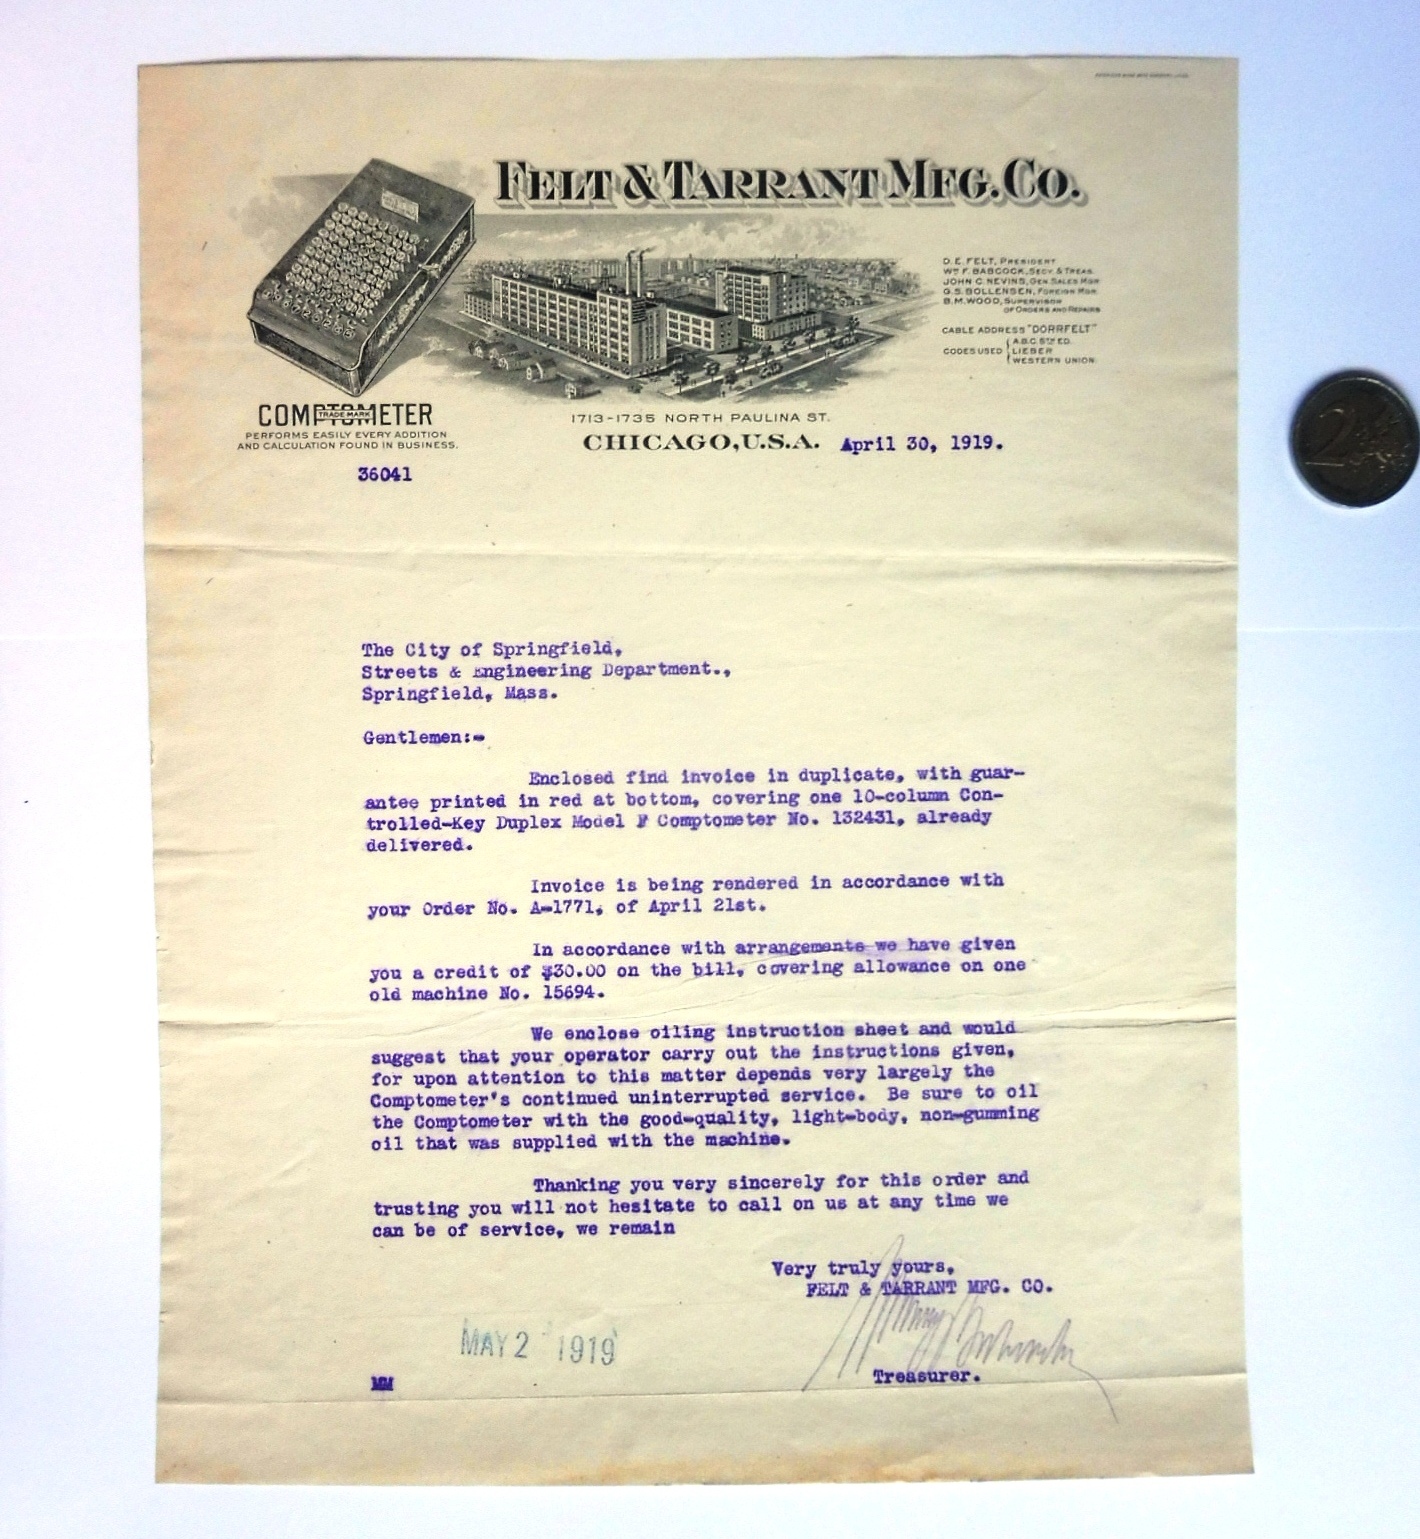 FELT & TARRANT MFG. CO.
D. E. FELT, PRESIDENT
WM F. BABCOCK, SECY. & TREAS.
JOHN C. NEVINS, GEN. SALES MGR.
G. S. BOLLENSEN, FOREIGN MGR.
B. M. WOOD, SUPERVISOR
OF ORDERS AND REPAIRS
CABLE ADDRESS "DORRFELT"
CODES USED { A.B.C. 5TH ED.
LIEBER
WESTERN UNION.
COMPTOMETER
TRADE MARK
PERFORMS EASILY EVERY ADDITION
AND CALCULATION FOUND IN BUSINESS.
1713-1735 NORTH PAULINA ST.
CHICAGO, U.S.A. April 30, 1919.
36041
The City of Springfield,
Streets & Engineering Department.,
Springfield, Mass.
Gentlemen:-
Enclosed find invoice in duplicate, with guar-
antee printed in red at bottom, covering one 10-column Con-
trolled-Key Duplex Model F Comptometer No. 132431, already
delivered.
Invoice is being rendered in accordance with
your Order No. A-1771, of April 21st.
In accordance with arrangements we have given
you a credit of $30.00 on the bill, covering allowance on one
old machine No. 15694.
We enclose oiling instruction sheet and would
suggest that your operator carry out the instructions given,
for upon attention to this matter depends very largely the
Comptometer's continued uninterrupted service. Be sure to oil
the Comptometer with the good-quality, light-body, non-gumming
oil that was supplied with the machine.
Thanking you very sincerely for this order and
trusting you will not hesitate to call on us at any time we
can be of service, we remain
Very truly yours,
FELT & TARRANT MFG. CO.
Treasurer.
MAY 2 1919
MM
2